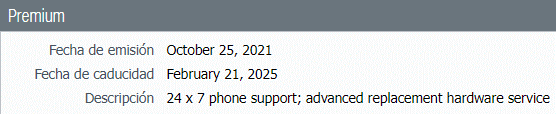 Premium
Fecha de emisión October 25, 2021
Fecha de caducidad February 21, 2025
Descripción 24 x 7 phone support; advanced replacement hardware service